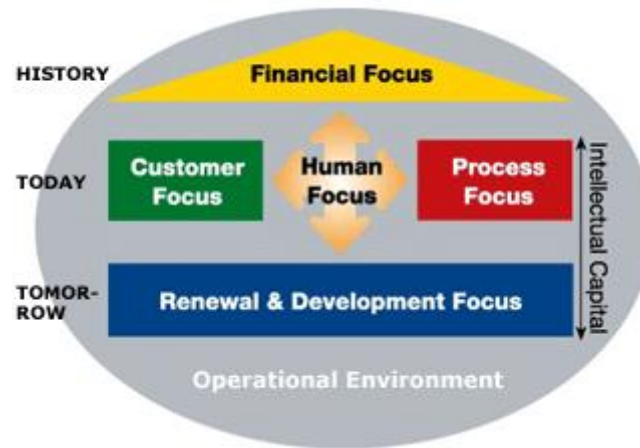 HISTORY
Financial Focus
TODAY
Customer
Focus
Human
Focus
Process
Focus
Intellectual Capital
TOMOR-
ROW
Renewal & Development Focus
Operational Environment